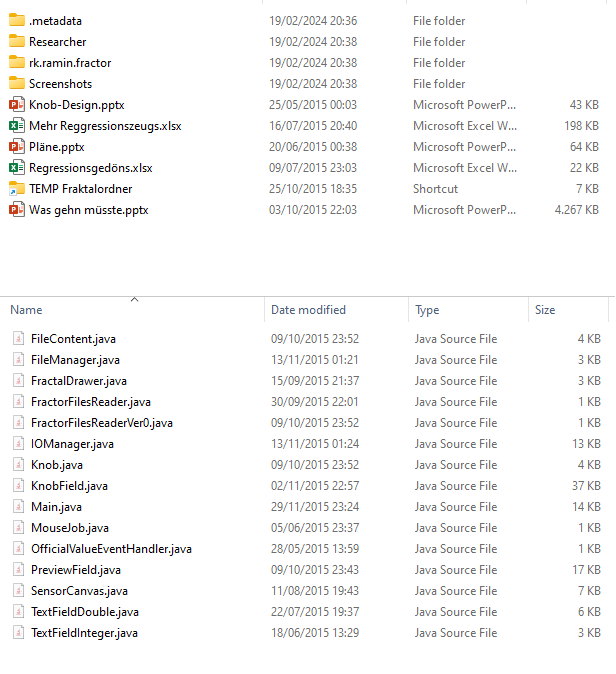 .metadata 19/02/2024 20:36 File folder
Researcher 19/02/2024 20:38 File folder
rk.ramin.fractor 19/02/2024 20:38 File folder
Screenshots 19/02/2024 20:38 File folder
Knob-Design.pptx 25/05/2015 00:03 Microsoft PowerP... 43 KB
Mehr Reggressionszeugs.xlsx 16/07/2015 20:40 Microsoft Excel W... 198 KB
Pläne.pptx 20/06/2015 00:38 Microsoft PowerP... 64 KB
Regressionsgedöns.xlsx 09/07/2015 23:03 Microsoft Excel W... 22 KB
TEMP Fraktalordner 25/10/2015 18:35 Shortcut 7 KB
Was gehn müsste.pptx 03/10/2015 22:03 Microsoft PowerP... 4.267 KB
Name Date modified Type Size
FileContent.java 09/10/2015 23:52 Java Source File 4 KB
FileManager.java 13/11/2015 01:21 Java Source File 3 KB
FractalDrawer.java 15/09/2015 21:37 Java Source File 3 KB
FractorFilesReader.java 30/09/2015 22:01 Java Source File 1 KB
FractorFilesReaderVer0.java 09/10/2015 23:52 Java Source File 1 KB
IOManager.java 13/11/2015 01:24 Java Source File 13 KB
Knob.java 09/10/2015 23:52 Java Source File 4 KB
KnobField.java 02/11/2015 22:57 Java Source File 37 KB
Main.java 29/11/2015 23:24 Java Source File 14 KB
MouseJob.java 05/06/2015 23:37 Java Source File 1 KB
OfficialValueEventHandler.java 28/05/2015 13:59 Java Source File 1 KB
PreviewField.java 09/10/2015 23:43 Java Source File 17 KB
SensorCanvas.java 11/08/2015 19:43 Java Source File 7 KB
TextFieldDouble.java 22/07/2015 19:37 Java Source File 6 KB
TextFieldInteger.java 18/06/2015 13:29 Java Source File 3 KB